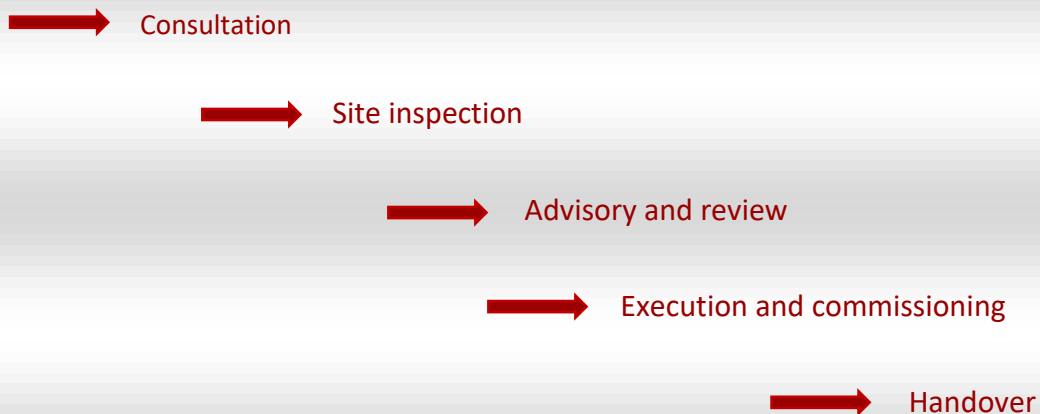 Consultation
Site inspection
Advisory and review
Execution and commissioning
Handover